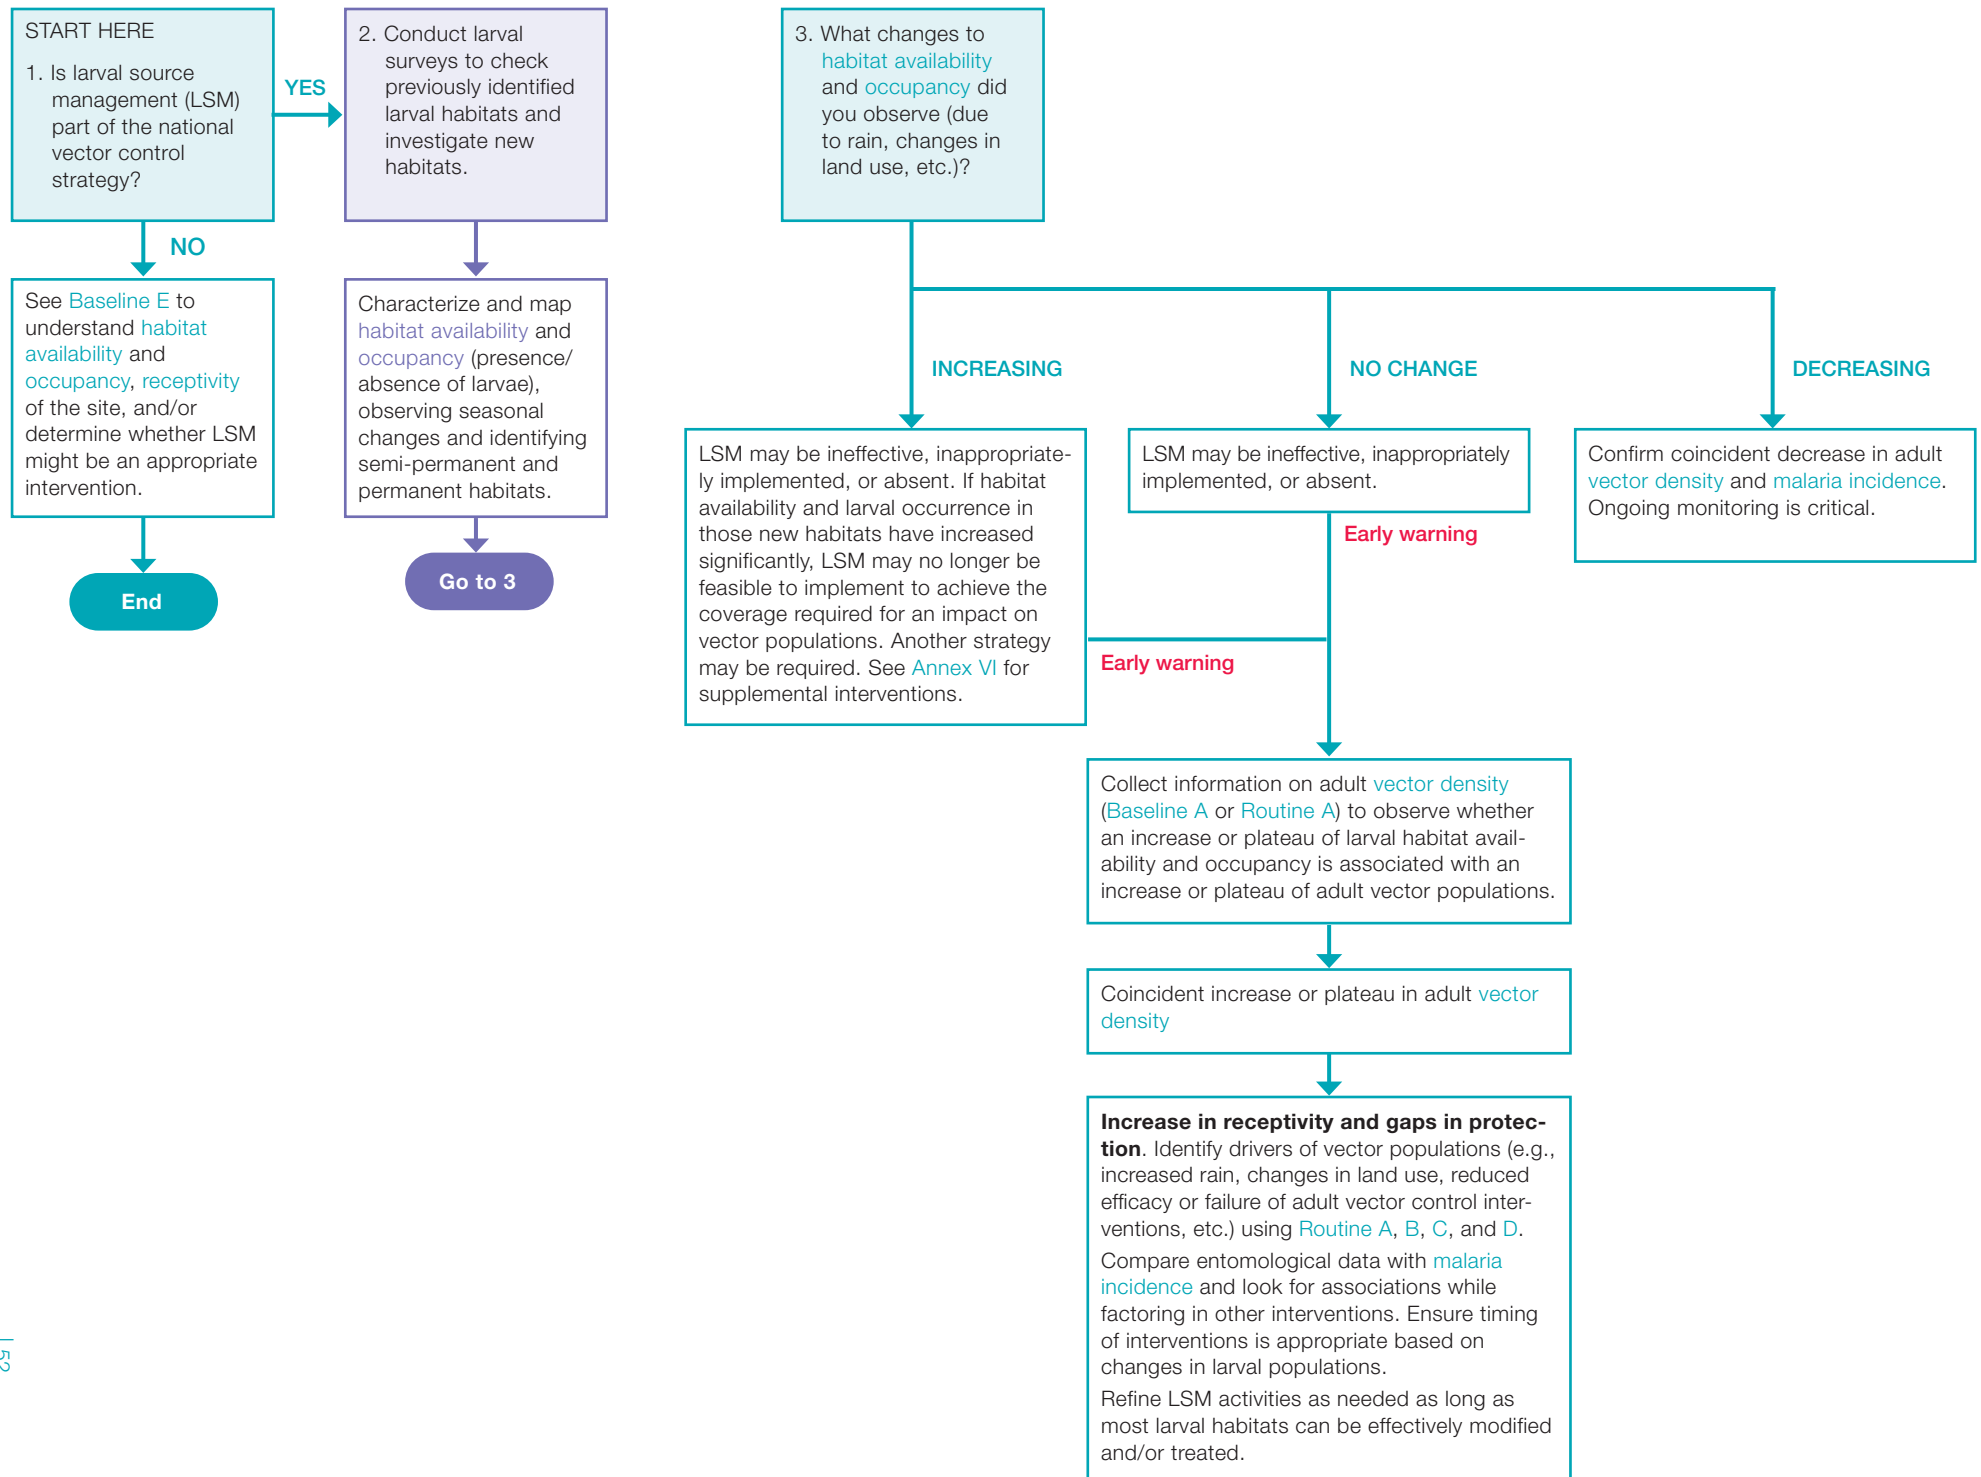 START HERE
1. Is larval source
management (LSM)
part of the national
vector control
strategy?
YES
2. Conduct larval
surveys to check
previously identified
larval habitats and
investigate new
habitats.
3. What changes to
habitat availability
and occupancy did
you observe (due
to rain, changes in
land use, etc.)?
NO
See Baseline E to
understand habitat
availability and
occupancy, receptivity
of the site, and/or
determine whether LSM
might be an appropriate
intervention.
End
Characterize and map
habitat availability and
occupancy (presence/
absence of larvae),
observing seasonal
changes and identifying
semi-permanent and
permanent habitats.
Go to 3
INCREASING
NO CHANGE
DECREASING
LSM may be ineffective, inappropriate-
ly implemented, or absent. If habitat
availability and larval occurrence in
those new habitats have increased
significantly, LSM may no longer be
feasible to implement to achieve the
coverage required for an impact on
vector populations. Another strategy
may be required. See Annex VI for
supplemental interventions.
LSM may be ineffective, inappropriately
implemented, or absent.
Confirm coincident decrease in adult
vector density and malaria incidence.
Ongoing monitoring is critical.
Early warning
Early warning
Collect information on adult vector density
(Baseline A or Routine A) to observe whether
an increase or plateau of larval habitat avail-
ability and occupancy is associated with an
increase or plateau of adult vector populations.
Coincident increase or plateau in adult vector
density
Increase in receptivity and gaps in protec-
tion. Identify drivers of vector populations (e.g.,
increased rain, changes in land use, reduced
efficacy or failure of adult vector control inter-
ventions, etc.) using Routine A, B, C, and D.
Compare entomological data with malaria
incidence and look for associations while
factoring in other interventions. Ensure timing
of interventions is appropriate based on
changes in larval populations.
Refine LSM activities as needed as long as
most larval habitats can be effectively modified
and/or treated.
| 52